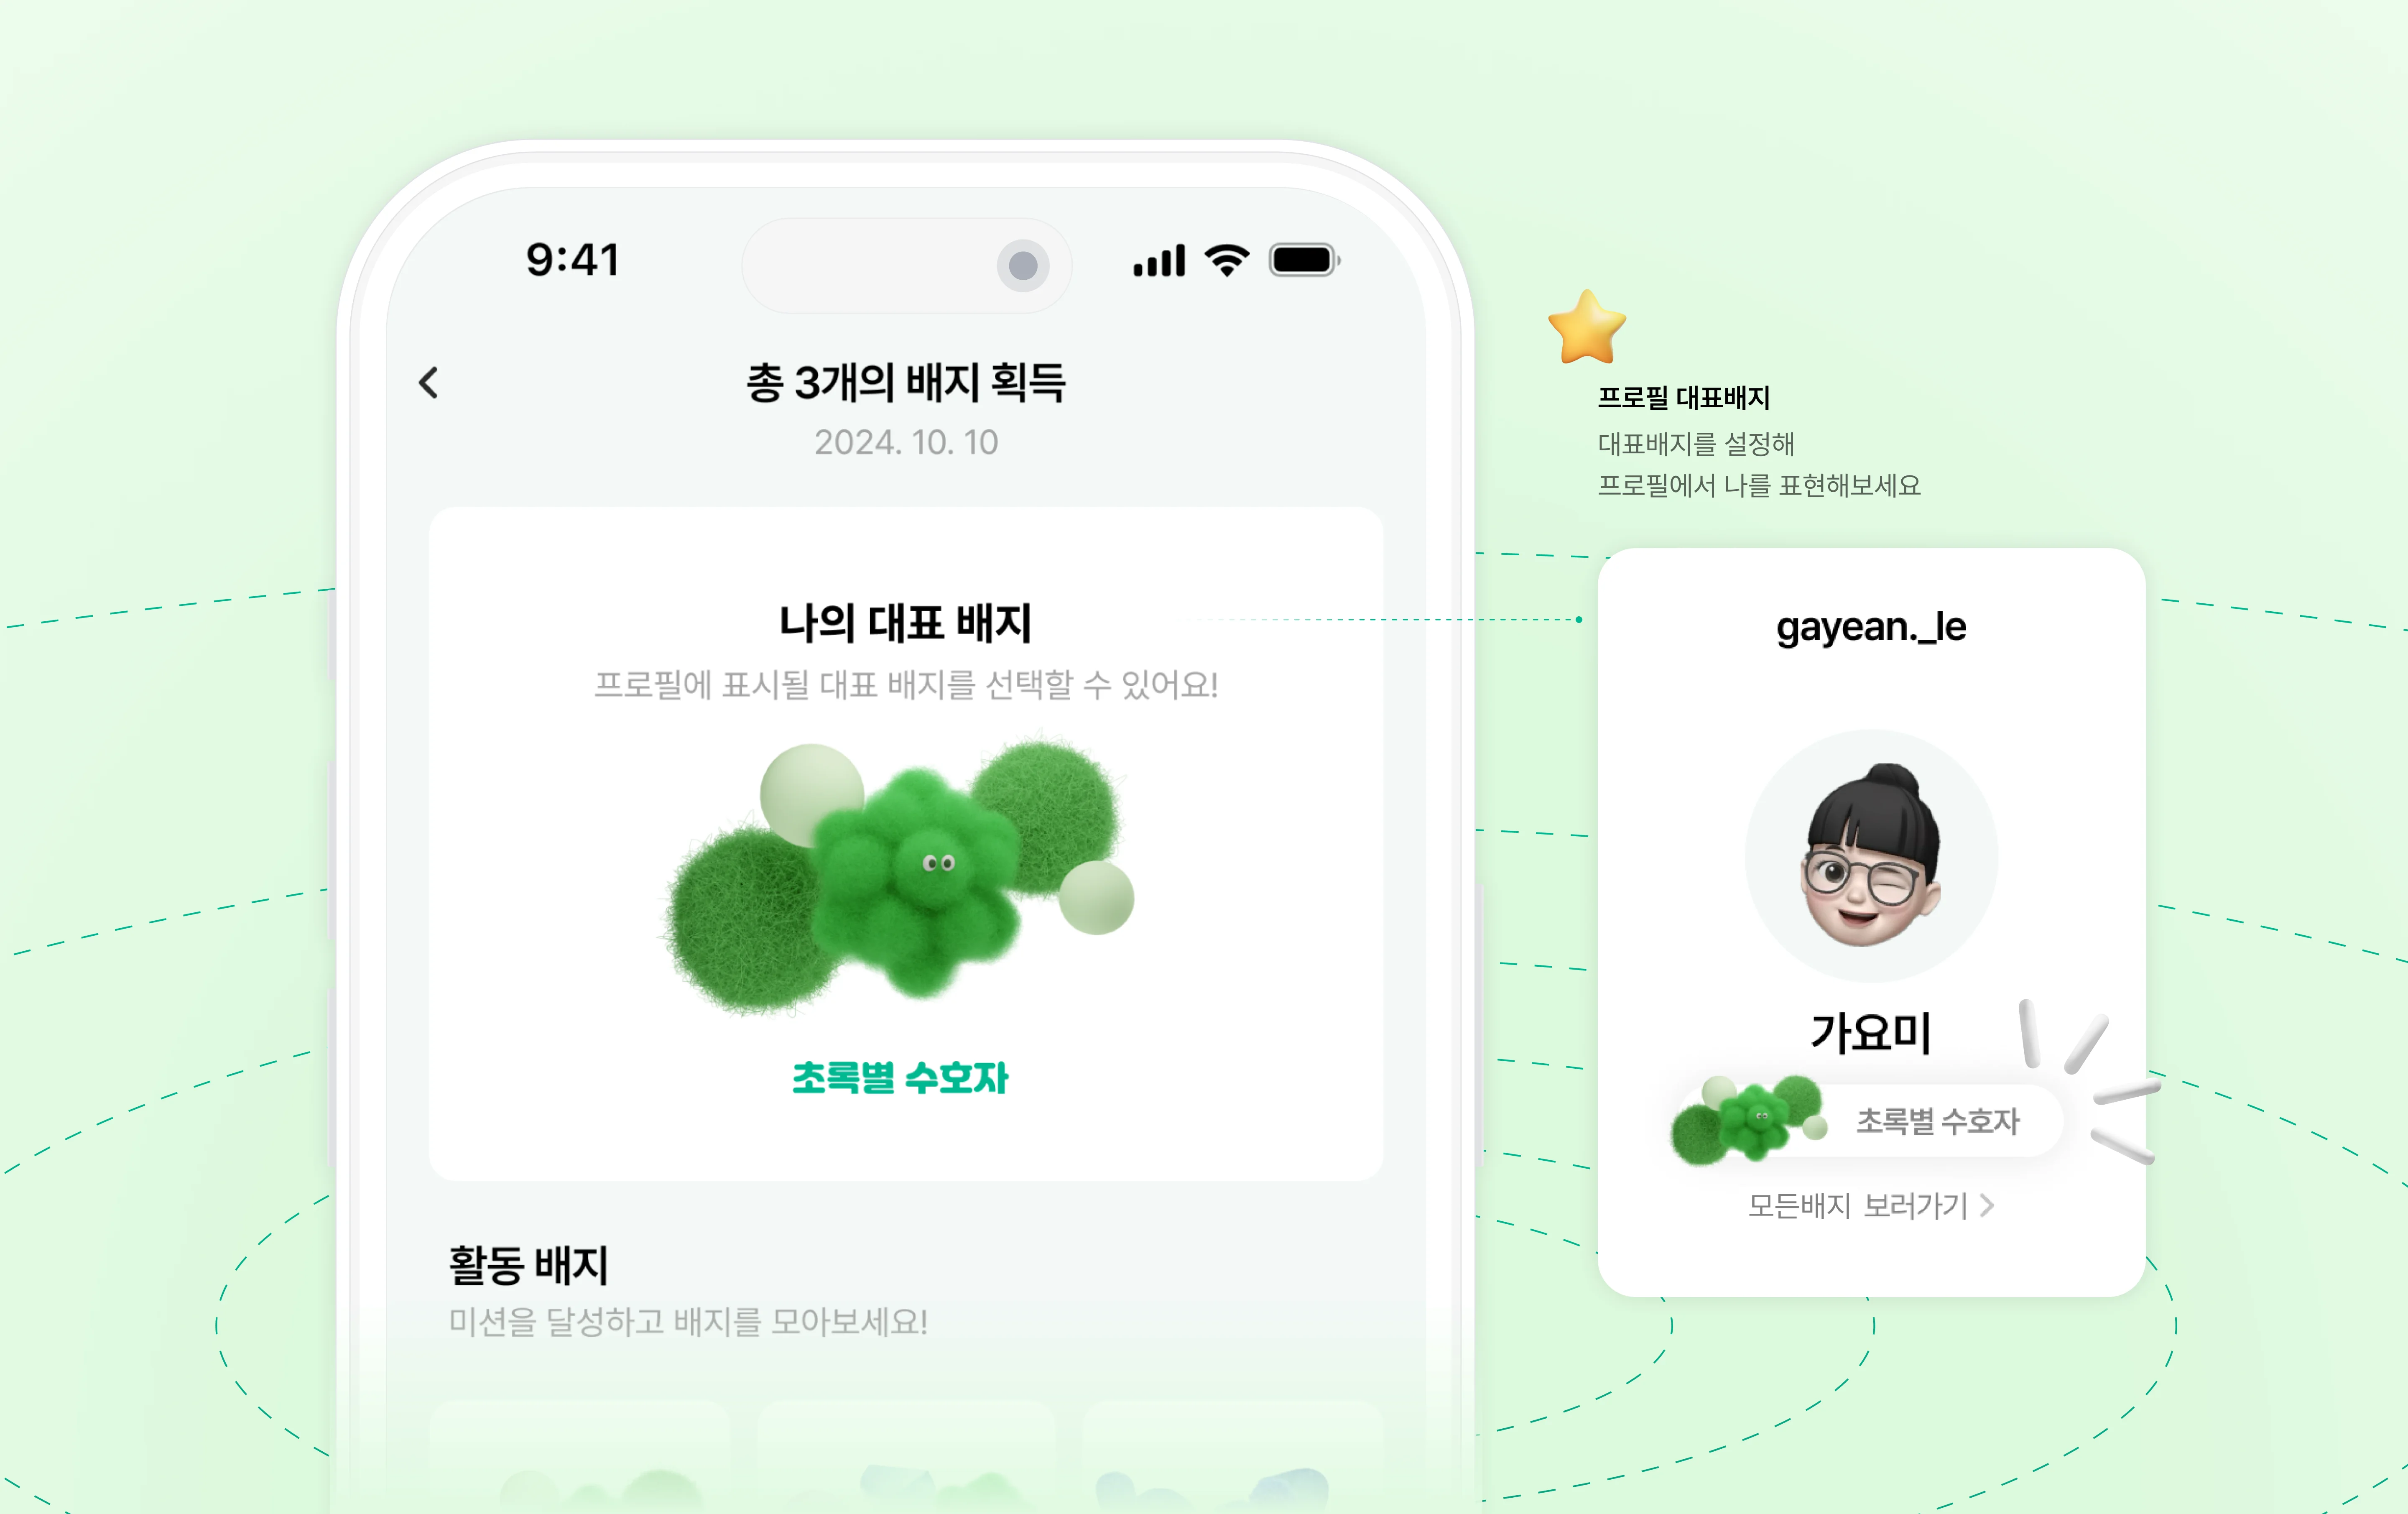 9:41
총 3개의 배지 획득
2024. 10. 10
나의 대표 배지
프로필에 표시될 대표 배지를 선택할 수 있어요!
초록별 수호자
활동 배지
미션을 달성하고 배지를 모아보세요!
프로필 대표배지
대표배지를 설정해
프로필에서 나를 표현해보세요
gayean._le
가요미
초록별 수호자
모든배지 보러가기